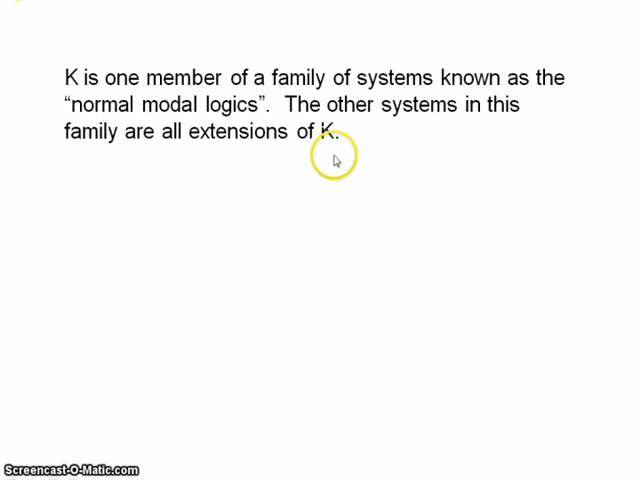 K is one member of a family of systems known as the
“normal modal logics”.  The other systems in this
family are all extensions of K.
Screencast-O-Matic.com